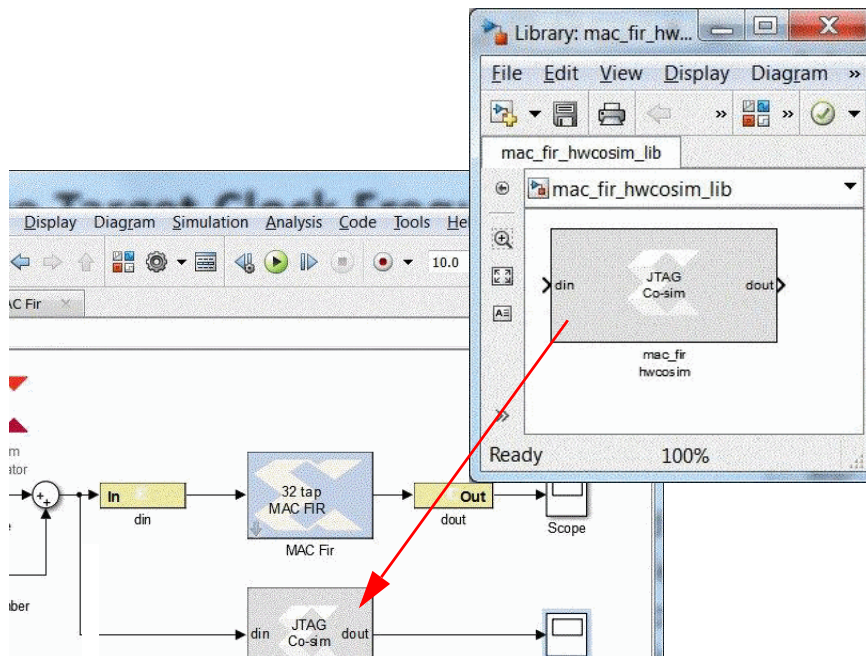 Library: mac_fir_hw...
File Edit View Display Diagram »
» »
mac_fir_hwcosim_lib
mac_fir_hwcosim_lib
din JTAG Co-sim dout
mac_fir
hwcosim
Ready 100%
Target Clock
Display Diagram Simulation Analysis Code Tools
10.0
Fir
In
din
32 tap
MAC FIR
MAC Fir
Out
dout
Scope
din JTAG Co-sim dout